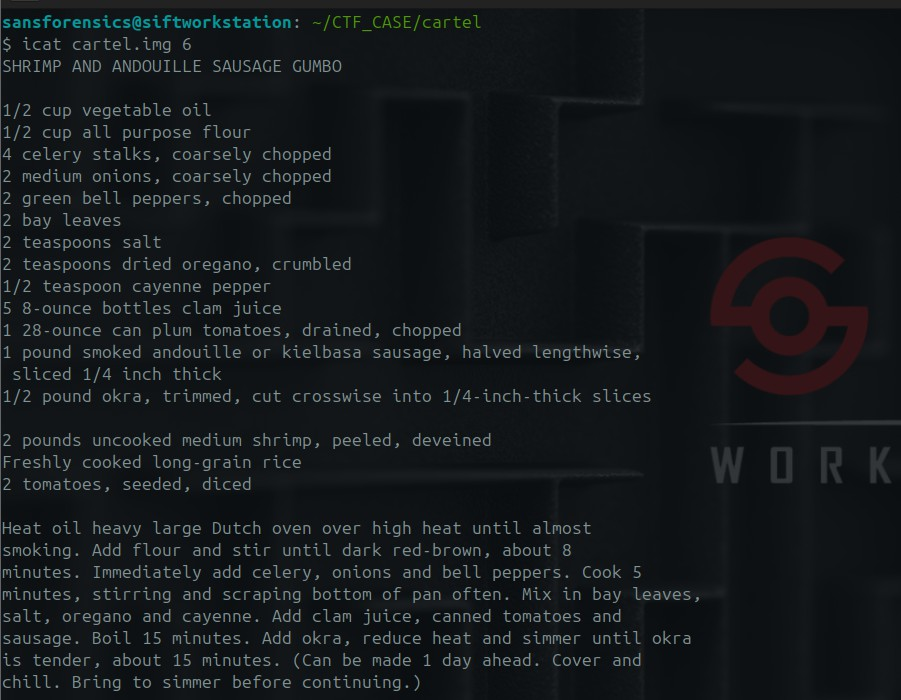 sansforensics@siftworkstation: ~/CTF_CASE/cartel
$ icat cartel.img 6
SHRIMP AND ANDOUILLE SAUSAGE GUMBO
1/2 cup vegetable oil
1/2 cup all purpose flour
4 celery stalks, coarsely chopped
2 medium onions, coarsely chopped
2 green bell peppers, chopped
2 bay leaves
2 teaspoons salt
2 teaspoons dried oregano, crumbled
1/2 teaspoon cayenne pepper
5 8-ounce bottles clam juice
1 28-ounce can plum tomatoes, drained, chopped
1 pound smoked andouille or kielbasa sausage, halved lengthwise,
sliced 1/4 inch thick
1/2 pound okra, trimmed, cut crosswise into 1/4-inch-thick slices
2 pounds uncooked medium shrimp, peeled, deveined
Freshly cooked long-grain rice
2 tomatoes, seeded, diced
WORK
Heat oil heavy large Dutch oven over high heat until almost
smoking. Add flour and stir until dark red-brown, about 8
minutes. Immediately add celery, onions and bell peppers. Cook 5
minutes, stirring and scraping bottom of pan often. Mix in bay leaves,
salt, oregano and cayenne. Add clam juice, canned tomatoes and
sausage. Boil 15 minutes. Add okra, reduce heat and simmer until okra
is tender, about 15 minutes. (Can be made 1 day ahead. Cover and
chill. Bring to simmer before continuing.)